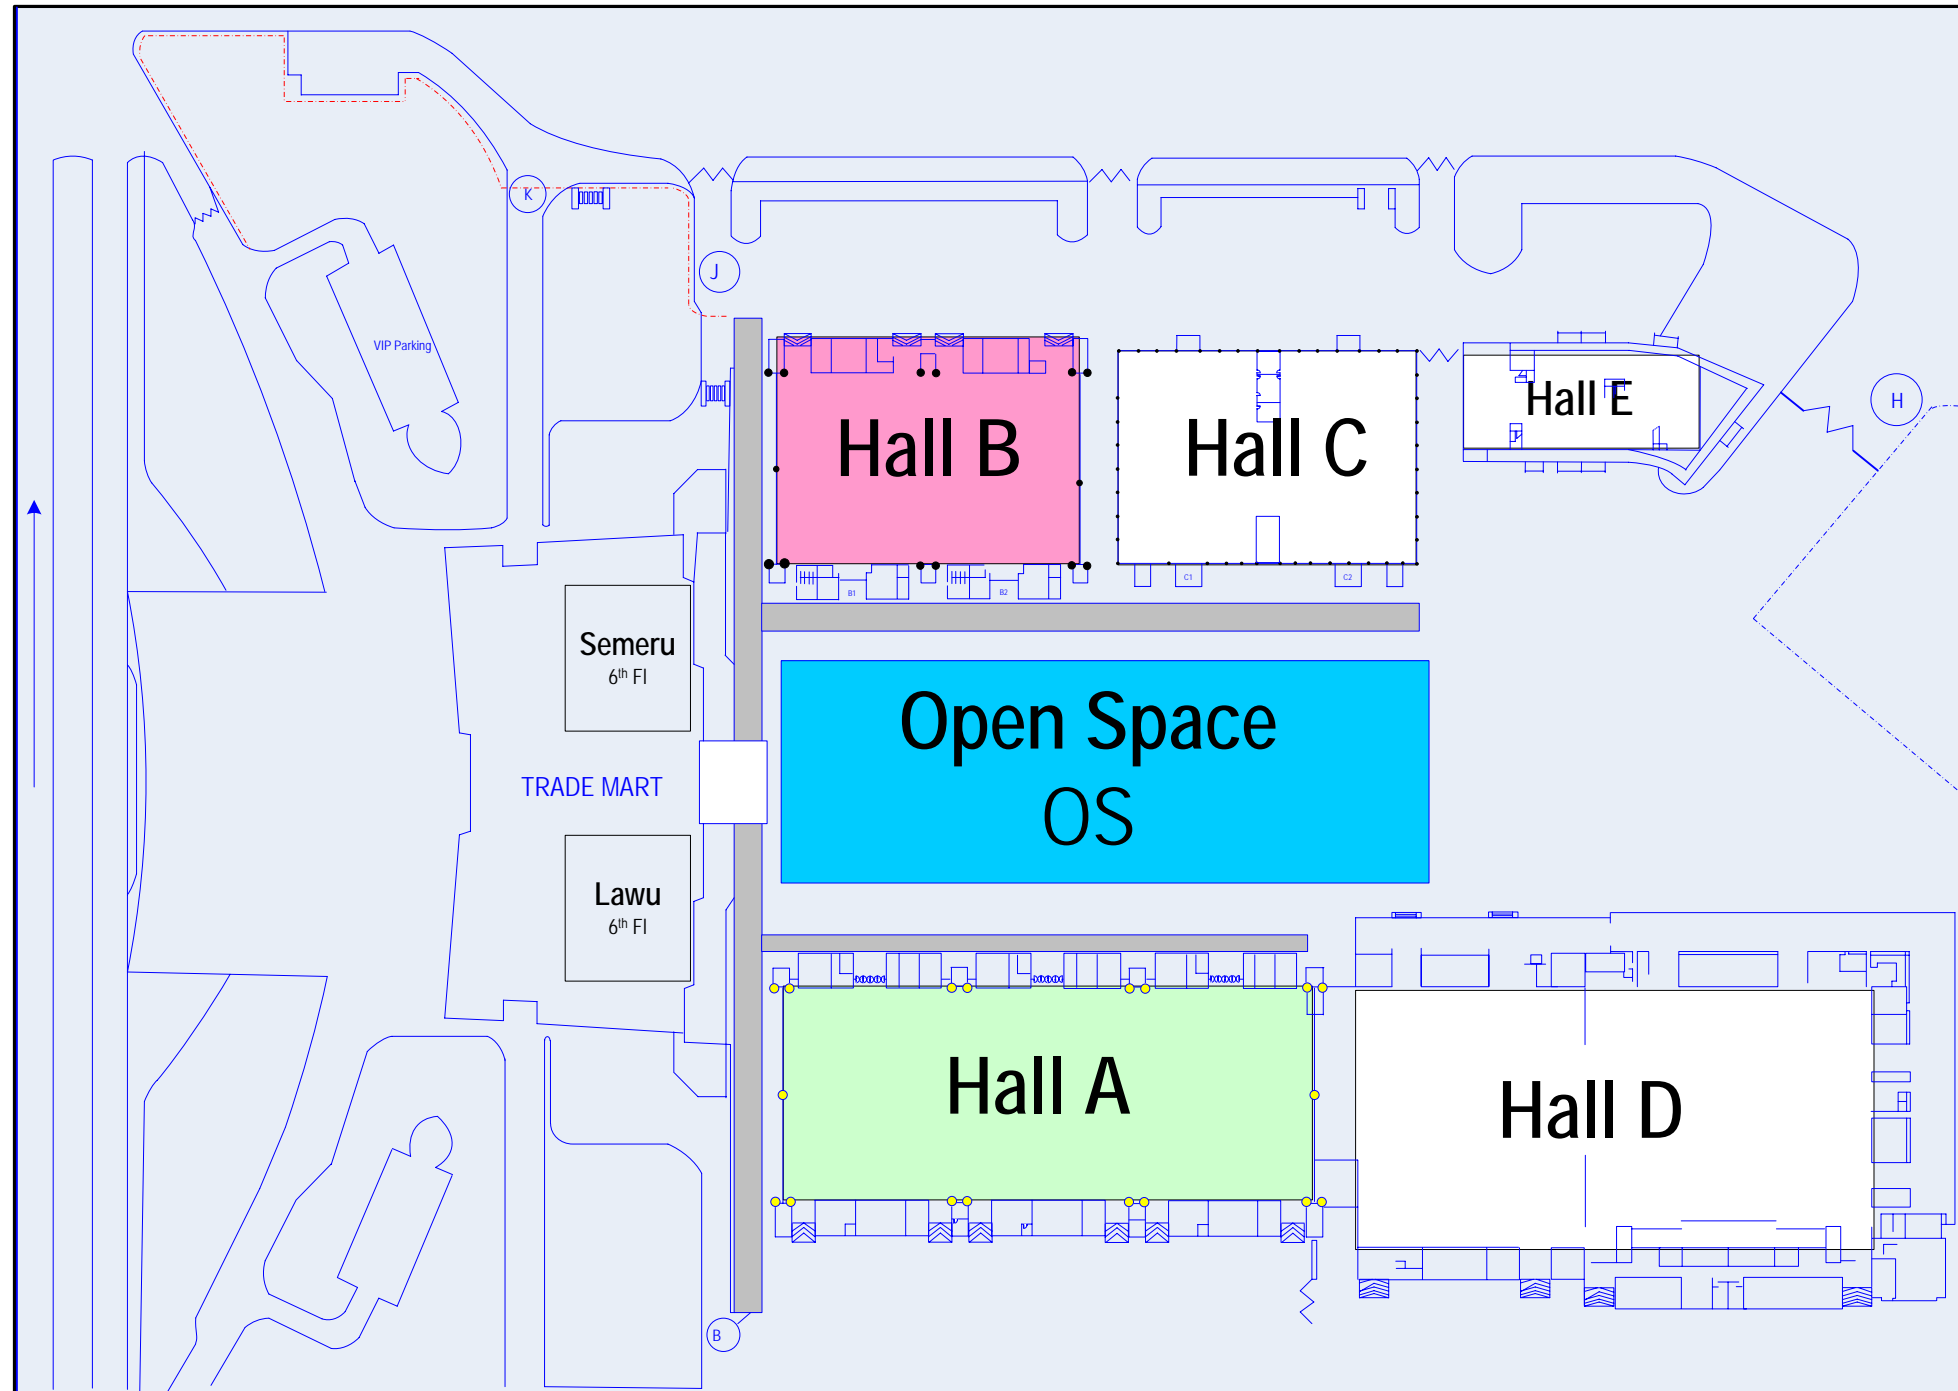 K
J
VIP Parking
H
Hall B
Hall C
Hall E
B1
B2
C1
C2
Semeru
6th Fl
Open Space
OS
TRADE MART
Lawu
6th Fl
Hall A
Hall D
B